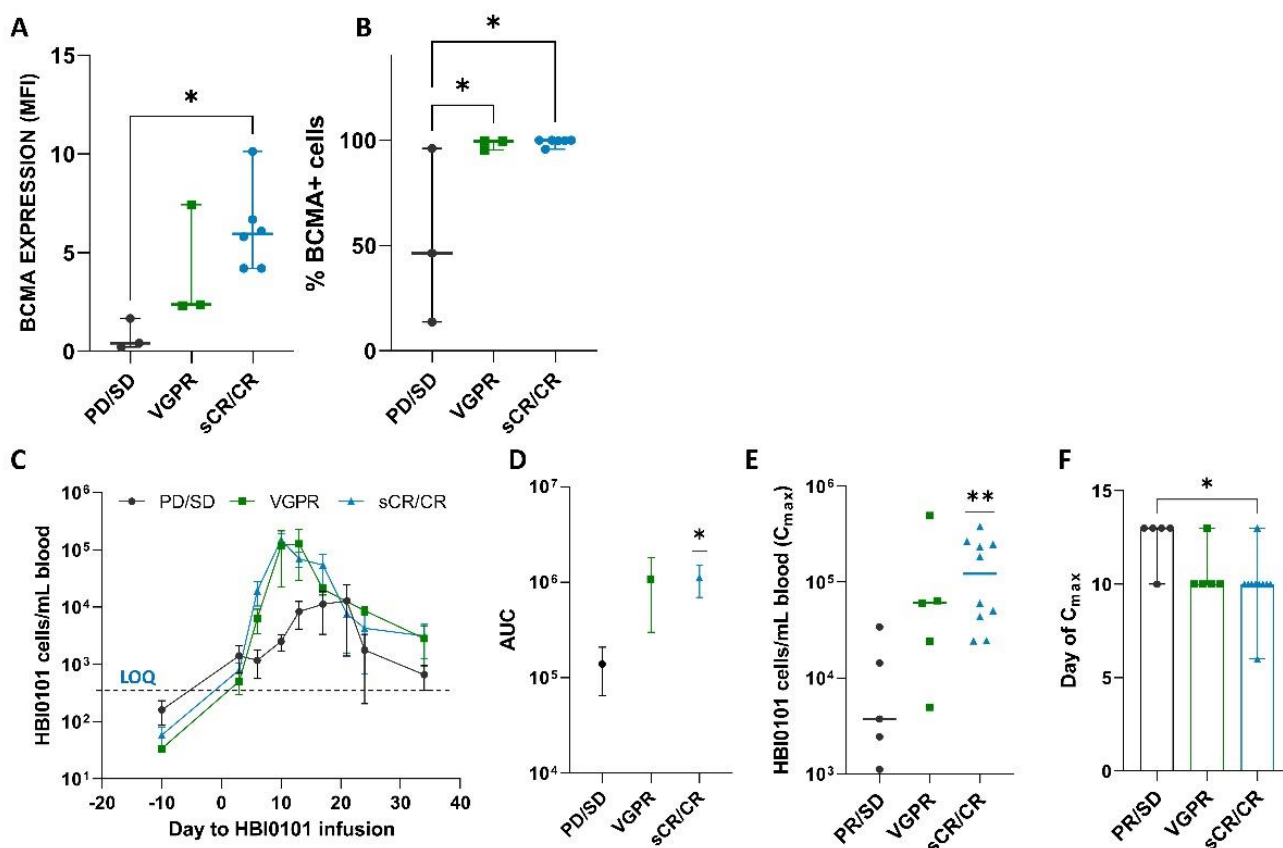 A
BCMA EXPRESSION (MFI)
15
10
5
0
*
PD/SD
VGPR
sCR/CR
B
% BCMA+ cells
100
50
0
*
*
PD/SD
VGPR
sCR/CR
C
HBI0101 cells/mL blood
10⁶
10⁵
10⁴
10³
10²
10¹
PD/SD VGPR sCR/CR
LOQ
-20 -10 0 10 20 30 40
Day to HBI0101 infusion
D
AUC
10⁷
10⁶
10⁵
10⁴
*
PD/SD
VGPR
sCR/CR
E
HBI0101 cells/mL blood (Cmax)
10⁶
10⁵
10⁴
10³
**
PR/SD
VGPR
sCR/CR
F
Day of Cmax
15
10
5
0
*
PR/SD
VGPR
sCR/CR